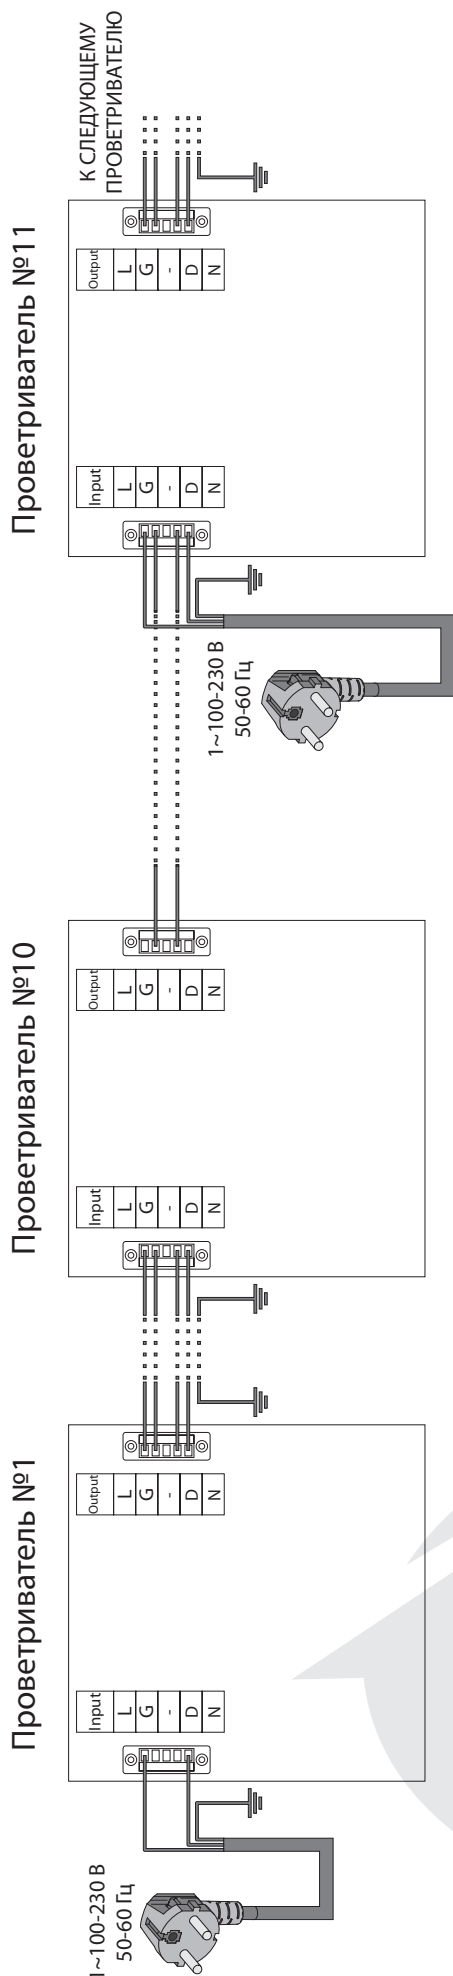 Проветриватель №1
Input
L
G
-
D
N
Output
L
G
-
D
N
1~100-230 В
50-60 Гц
Проветриватель №10
Input
L
G
-
D
N
Output
L
G
-
D
N
Проветриватель №11
Input
L
G
-
D
N
Output
L
G
-
D
N
1~100-230 В
50-60 Гц
К СЛЕДУЮЩЕМУ
ПРОВЕТРИВАТЕЛЮ